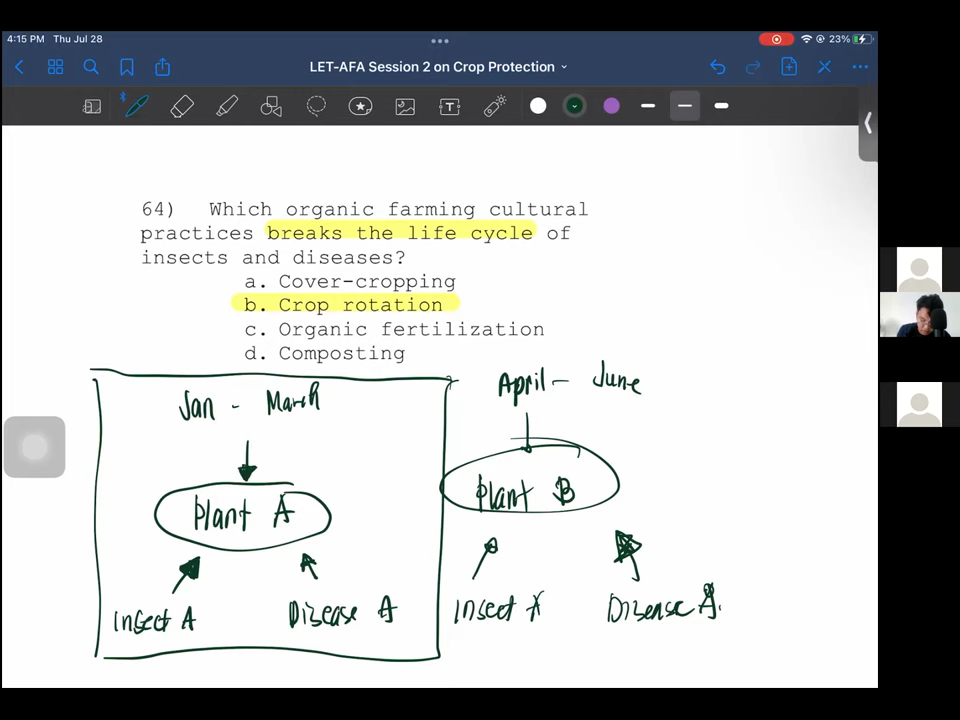 4:15 PM Thu Jul 28
23%
LET-AFA Session 2 on Crop Protection
T
64) Which organic farming cultural
practices breaks the life cycle of
insects and diseases?
a. Cover-cropping
b. Crop rotation
c. Organic fertilization
d. Composting
Jan - March
April - June
Plant A
Plant B
Insect A
Disease A
Insect
Disease